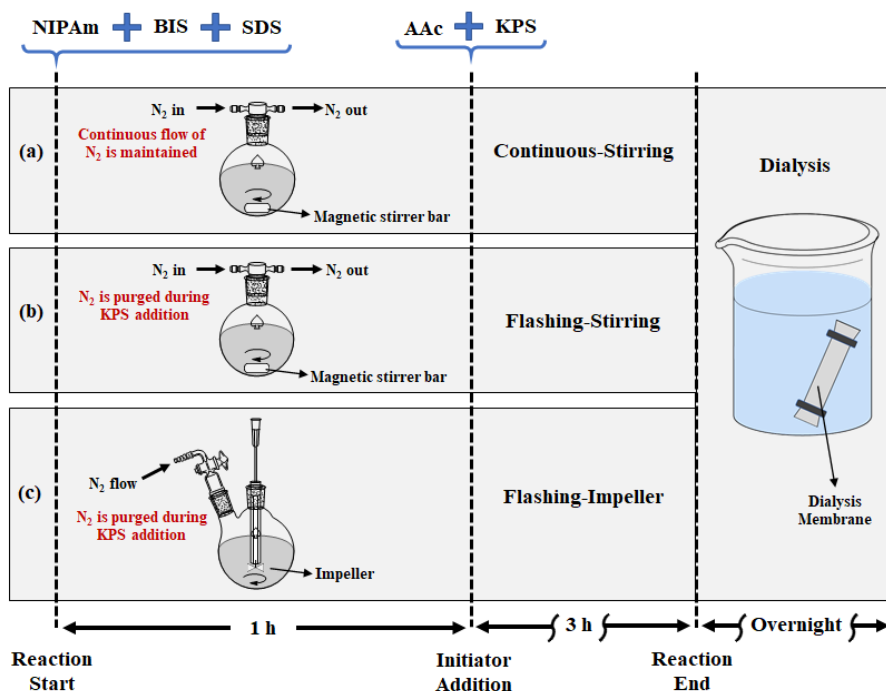 NIPAm + BIS + SDS
AAc + KPS
(a)
N₂ in
N₂ out
Continuous flow of
N₂ is maintained
Magnetic stirrer bar
Continuous-Stirring
Dialysis
(b)
N₂ in
N₂ out
N₂ is purged during
KPS addition
Magnetic stirrer bar
Flashing-Stirring
(c)
N₂ flow
N₂ is purged during
KPS addition
Impeller
Flashing-Impeller
Dialysis
Membrane
1 h
3 h
Overnight
Reaction
Start
Initiator
Addition
Reaction
End